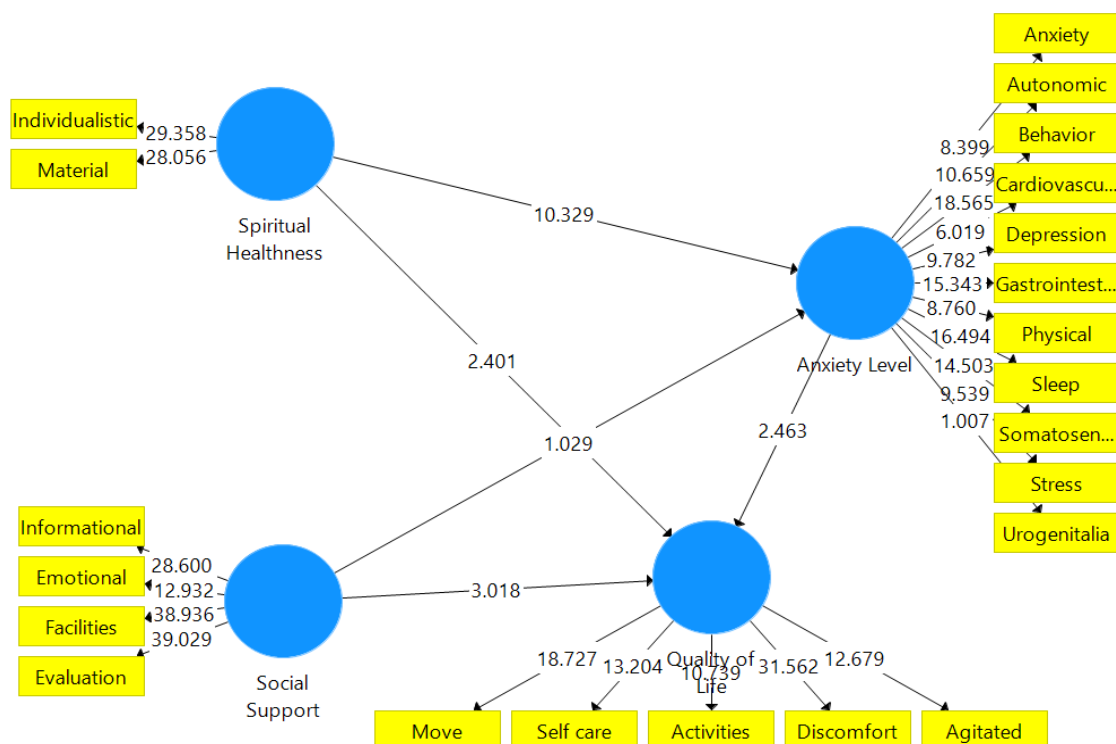 Anxiety
Autonomic
Individualistic
29.358
Behavior
8.399
Material
28.056
10.659
Cardiovascu...
18.565
Spiritual
Healthness
10.329
6.019
Depression
9.782
15.343
Gastrointest...
8.760
Physical
16.494
2.401
Anxiety Level
14.503
Sleep
9.539
1.007
Somatosen...
1.029
2.463
Stress
Informational
Urogenitalia
28.600
Emotional
12.932
3.018
38.936
Facilities
39.029
Evaluation
18.727
13.204
Quality of
Life
10.739
31.562
12.679
Social
Support
Move
Self care
Activities
Discomfort
Agitated